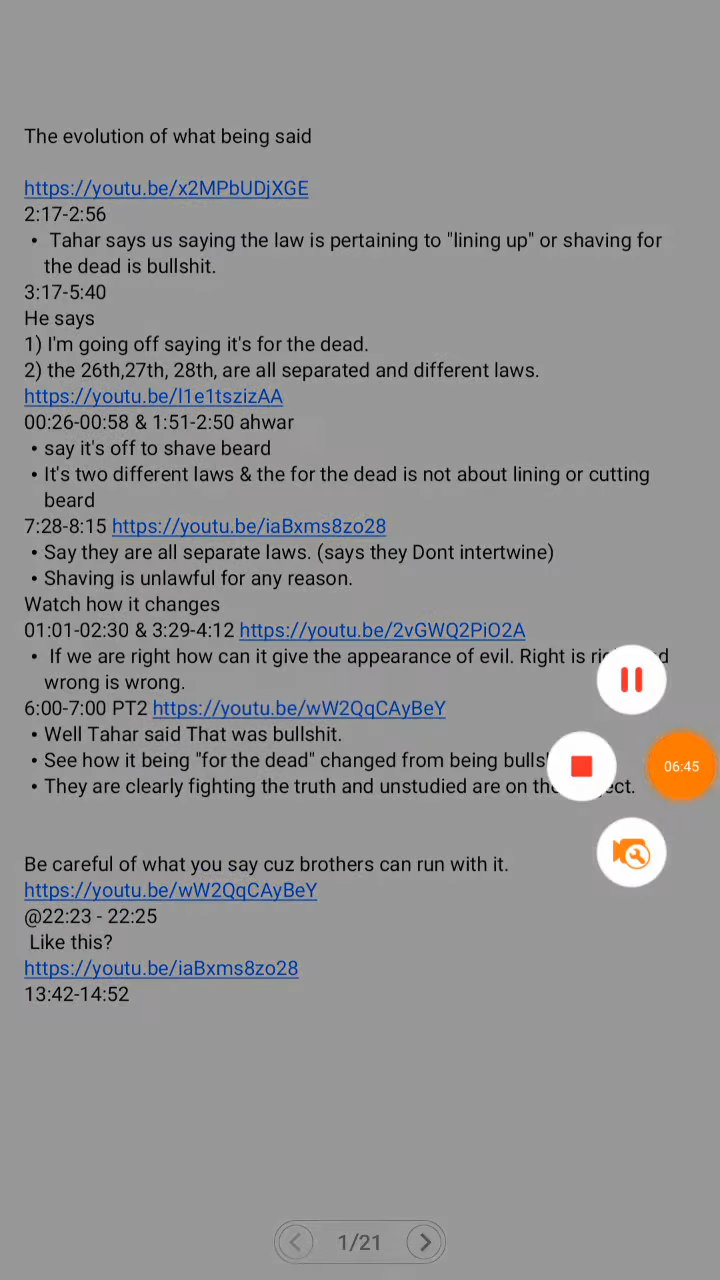 The evolution of what being said
https://youtu.be/x2MPbUDjXGE
2:17-2:56
• Tahar says us saying the law is pertaining to "lining up" or shaving for
the dead is bullshit.
3:17-5:40
He says
1) I'm going off saying it's for the dead.
2) the 26th,27th, 28th, are all separated and different laws.
https://youtu.be/l1e1tszizAA
00:26-00:58 & 1:51-2:50 ahwar
• say it's off to shave beard
• It's two different laws & the for the dead is not about lining or cutting
beard
7:28-8:15 https://youtu.be/iaBxms8zo28
• Say they are all separate laws. (says they Dont intertwine)
• Shaving is unlawful for any reason.
Watch how it changes
01:01-02:30 & 3:29-4:12 https://youtu.be/2vGWQ2PiO2A
• If we are right how can it give the appearance of evil. Right is
wrong is wrong.
6:00-7:00 PT2 https://youtu.be/wW2QqCAyBeY
• Well Tahar said That was bullshit.
• See how it being "for the dead" changed from being
• They are clearly fighting the truth and unstudied are on
06:45
Be careful of what you say cuz brothers can run with it.
https://youtu.be/wW2QqCAyBeY
@22:23 - 22:25
Like this?
https://youtu.be/iaBxms8zo28
13:42-14:52
1/21